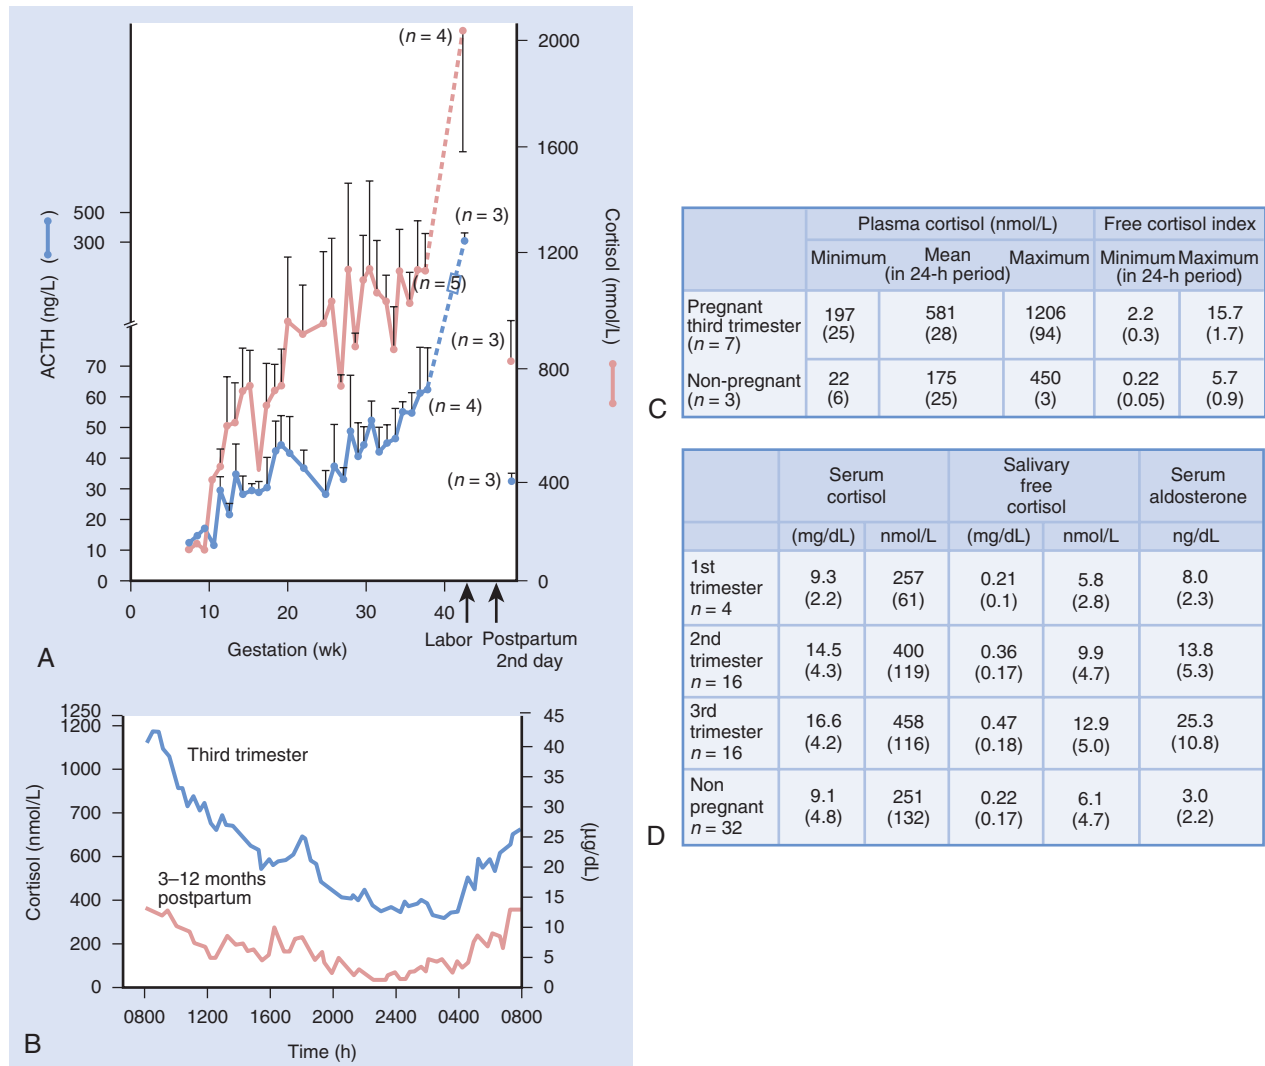 (n = 4)
2000
1600
(n = 3)
500
300
1200
(n = 5)
ACTH (ng/L) ( )
Cortisol (nmol/L)
(n = 3)
800
70
60
(n = 4)
50
40
(n = 3)
400
30
20
10
0
0
0
10
20
30
40
Labor
Postpartum
2nd day
Gestation (wk)
A
1250
1200
1000
700
600
400
200
0
Cortisol (nmol/L)
45
40
35
30
25
20
15
10
5
0
(µg/dL)
Third trimester
3–12 months
postpartum
0800 1200 1600 2000 2400 0400 0800
Time (h)
B
Plasma cortisol (nmol/L) Free cortisol index
Minimum Mean Maximum Minimum Maximum
(in 24-h period) (in 24-h period)
Pregnant
third trimester
(n = 7)
197 581 1206 2.2 15.7
(25) (28) (94) (0.3) (1.7)
Non-pregnant
(n = 3)
22 175 450 0.22 5.7
(6) (25) (3) (0.05) (0.9)
C
Serum
cortisol
Salivary
free
cortisol
Serum
aldosterone
(mg/dL) nmol/L (mg/dL) nmol/L ng/dL
1st
trimester
n = 4
9.3 257 0.21 5.8 8.0
(2.2) (61) (0.1) (2.8) (2.3)
2nd
trimester
n = 16
14.5 400 0.36 9.9 13.8
(4.3) (119) (0.17) (4.7) (5.3)
3rd
trimester
n = 16
16.6 458 0.47 12.9 25.3
(4.2) (116) (0.18) (5.0) (10.8)
Non
pregnant
n = 32
9.1 251 0.22 6.1 3.0
(4.8) (132) (0.17) (4.7) (2.2)
D